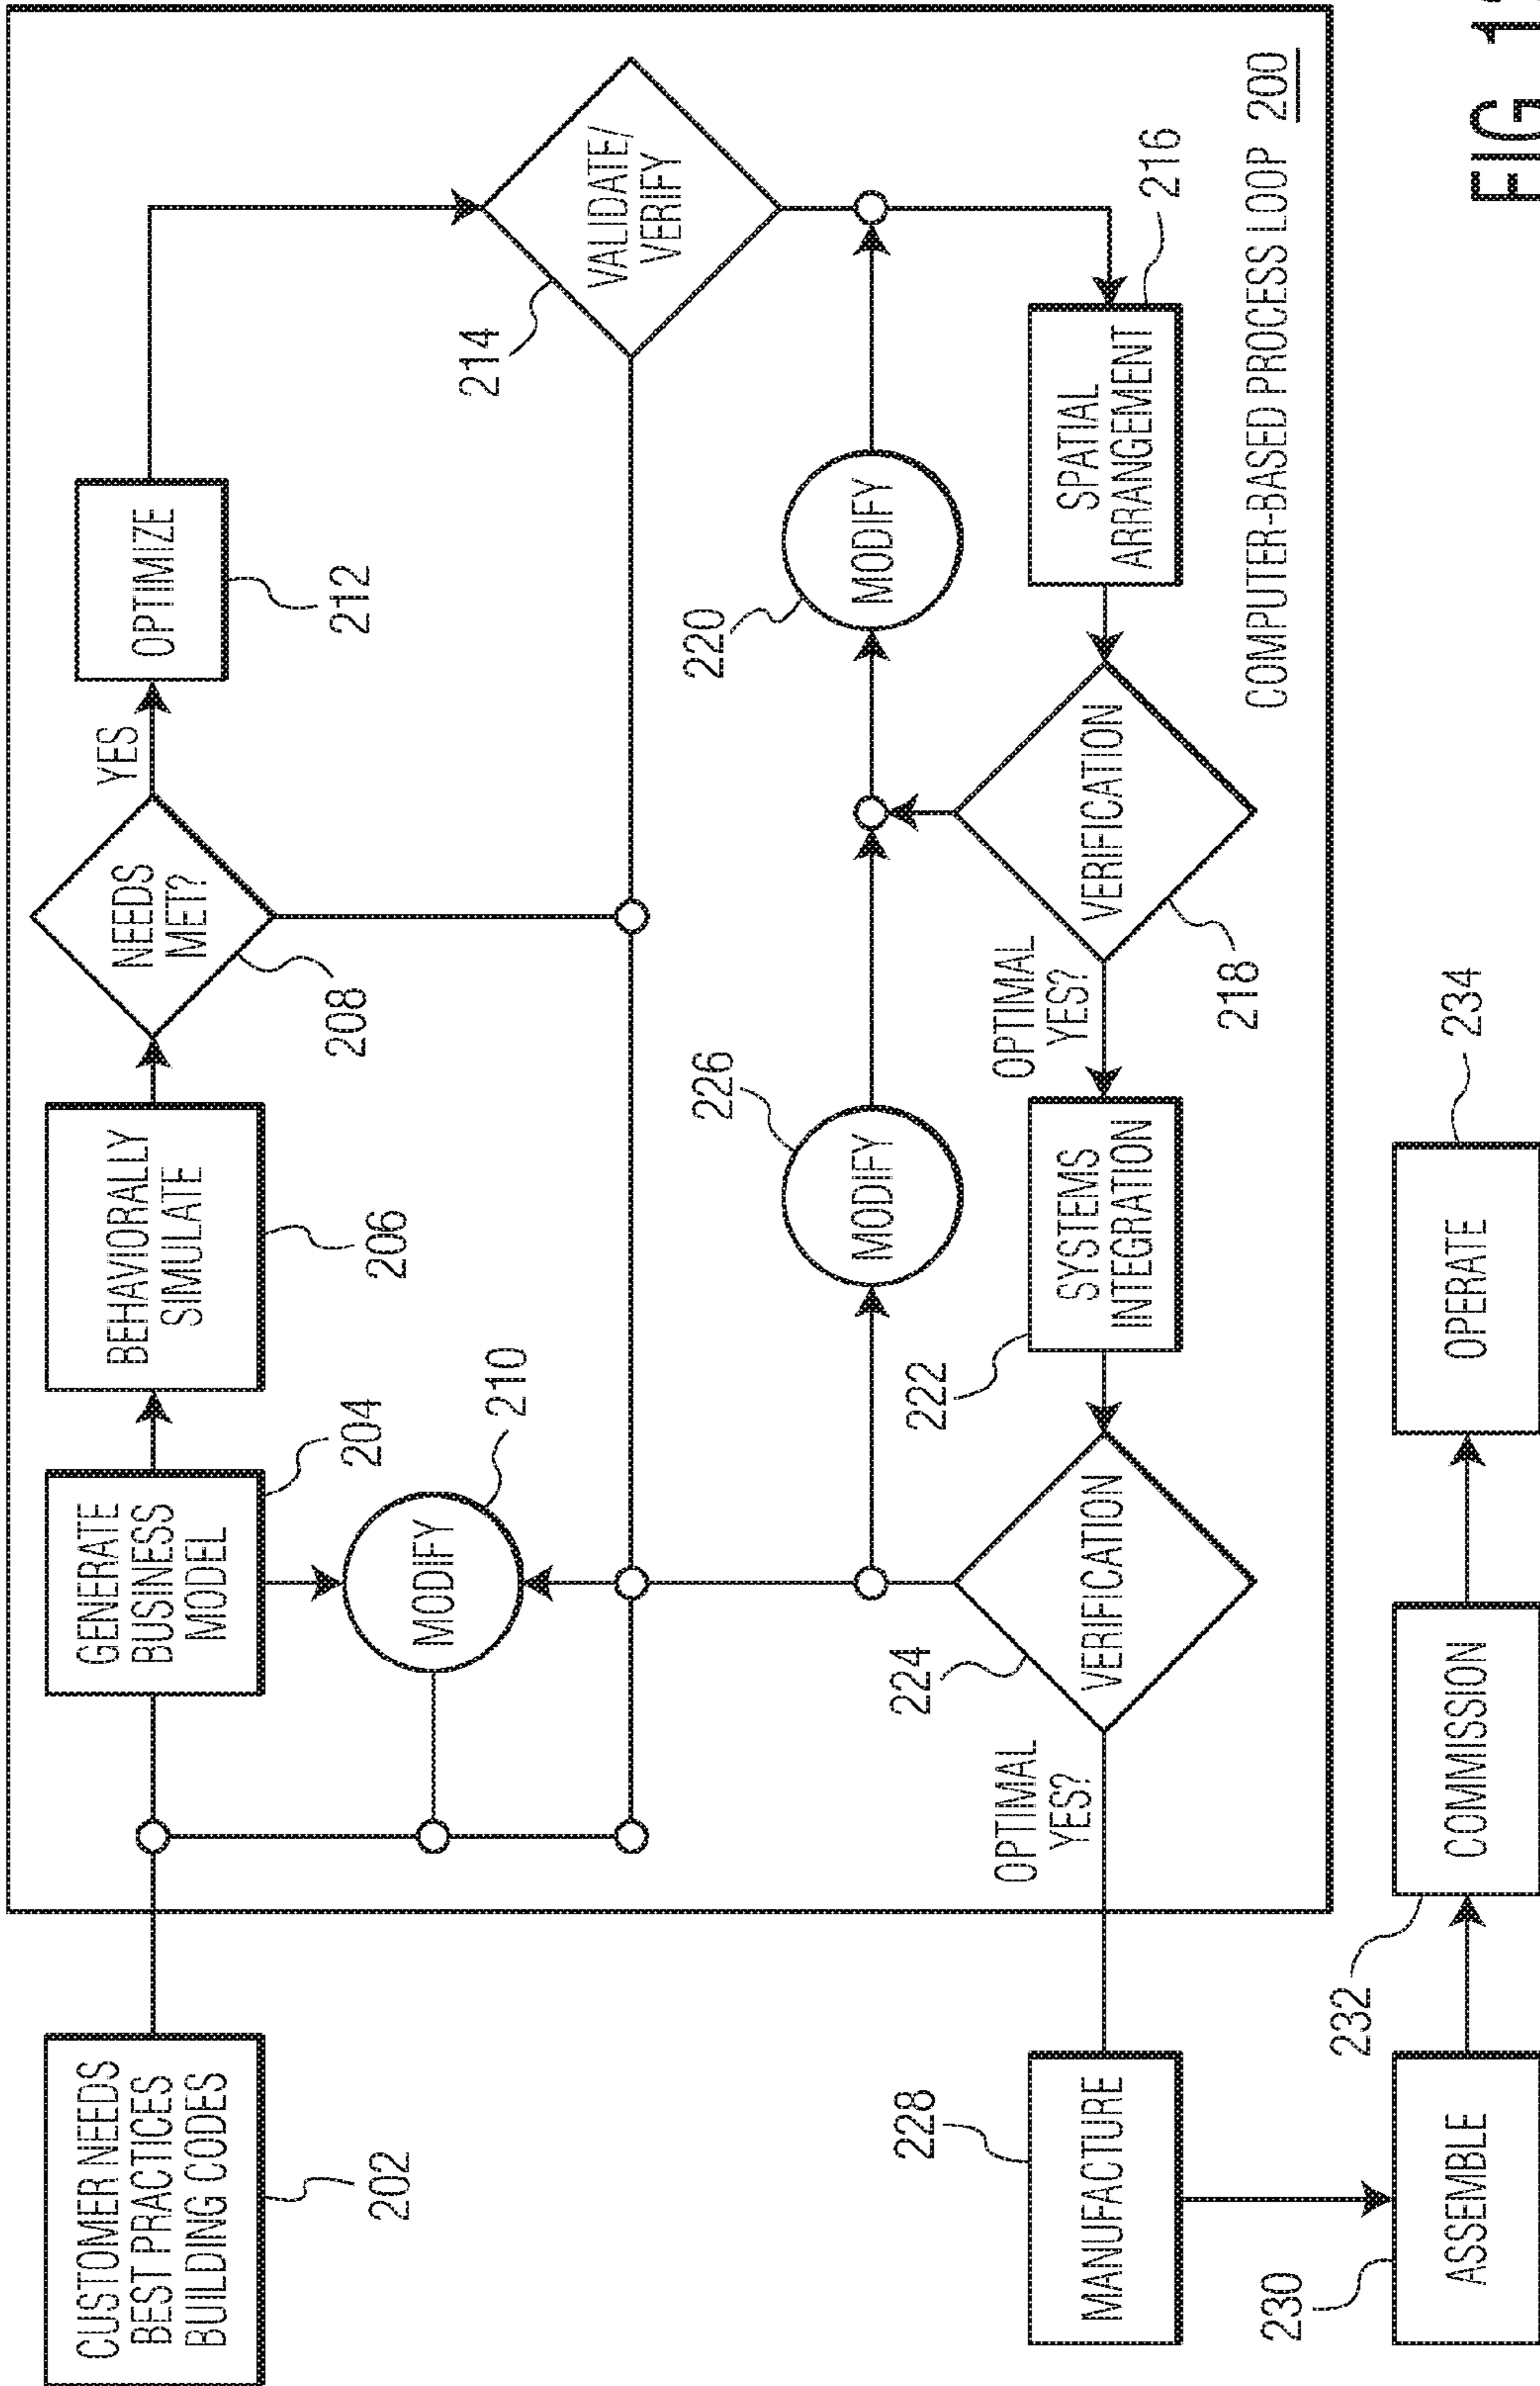 CUSTOMER NEEDS
BEST PRACTICES
BUILDING CODES
202
GENERATE
BUSINESS
MODEL
204
BEHAVIORALLY
SIMULATE
206
NEEDS
MET?
208
YES
OPTIMIZE
212
MODIFY
210
VALIDATE/
VERIFY
214
MODIFY
226
MODIFY
220
SPATIAL
ARRANGEMENT
216
VERIFICATION
218
OPTIMAL
YES?
SYSTEMS
INTEGRATION
222
VERIFICATION
224
OPTIMAL
YES?
COMPUTER-BASED PROCESS LOOP 200
MANUFACTURE
228
ASSEMBLE
230
COMMISSION
232
OPERATE
234
FIG